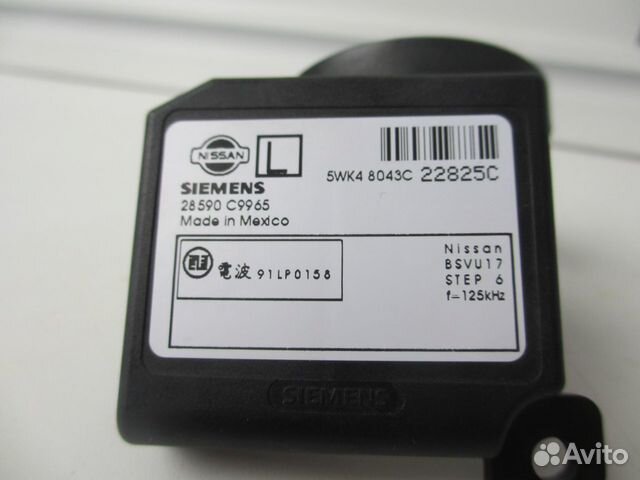 NISSAN
L
SIEMENS
28590 C9965
Made in Mexico
5WK4 8043C 22825C
電波 91LP0158
Nissan
BSVU17
STEP 6
f=125kHz
SIEMENS
Avito